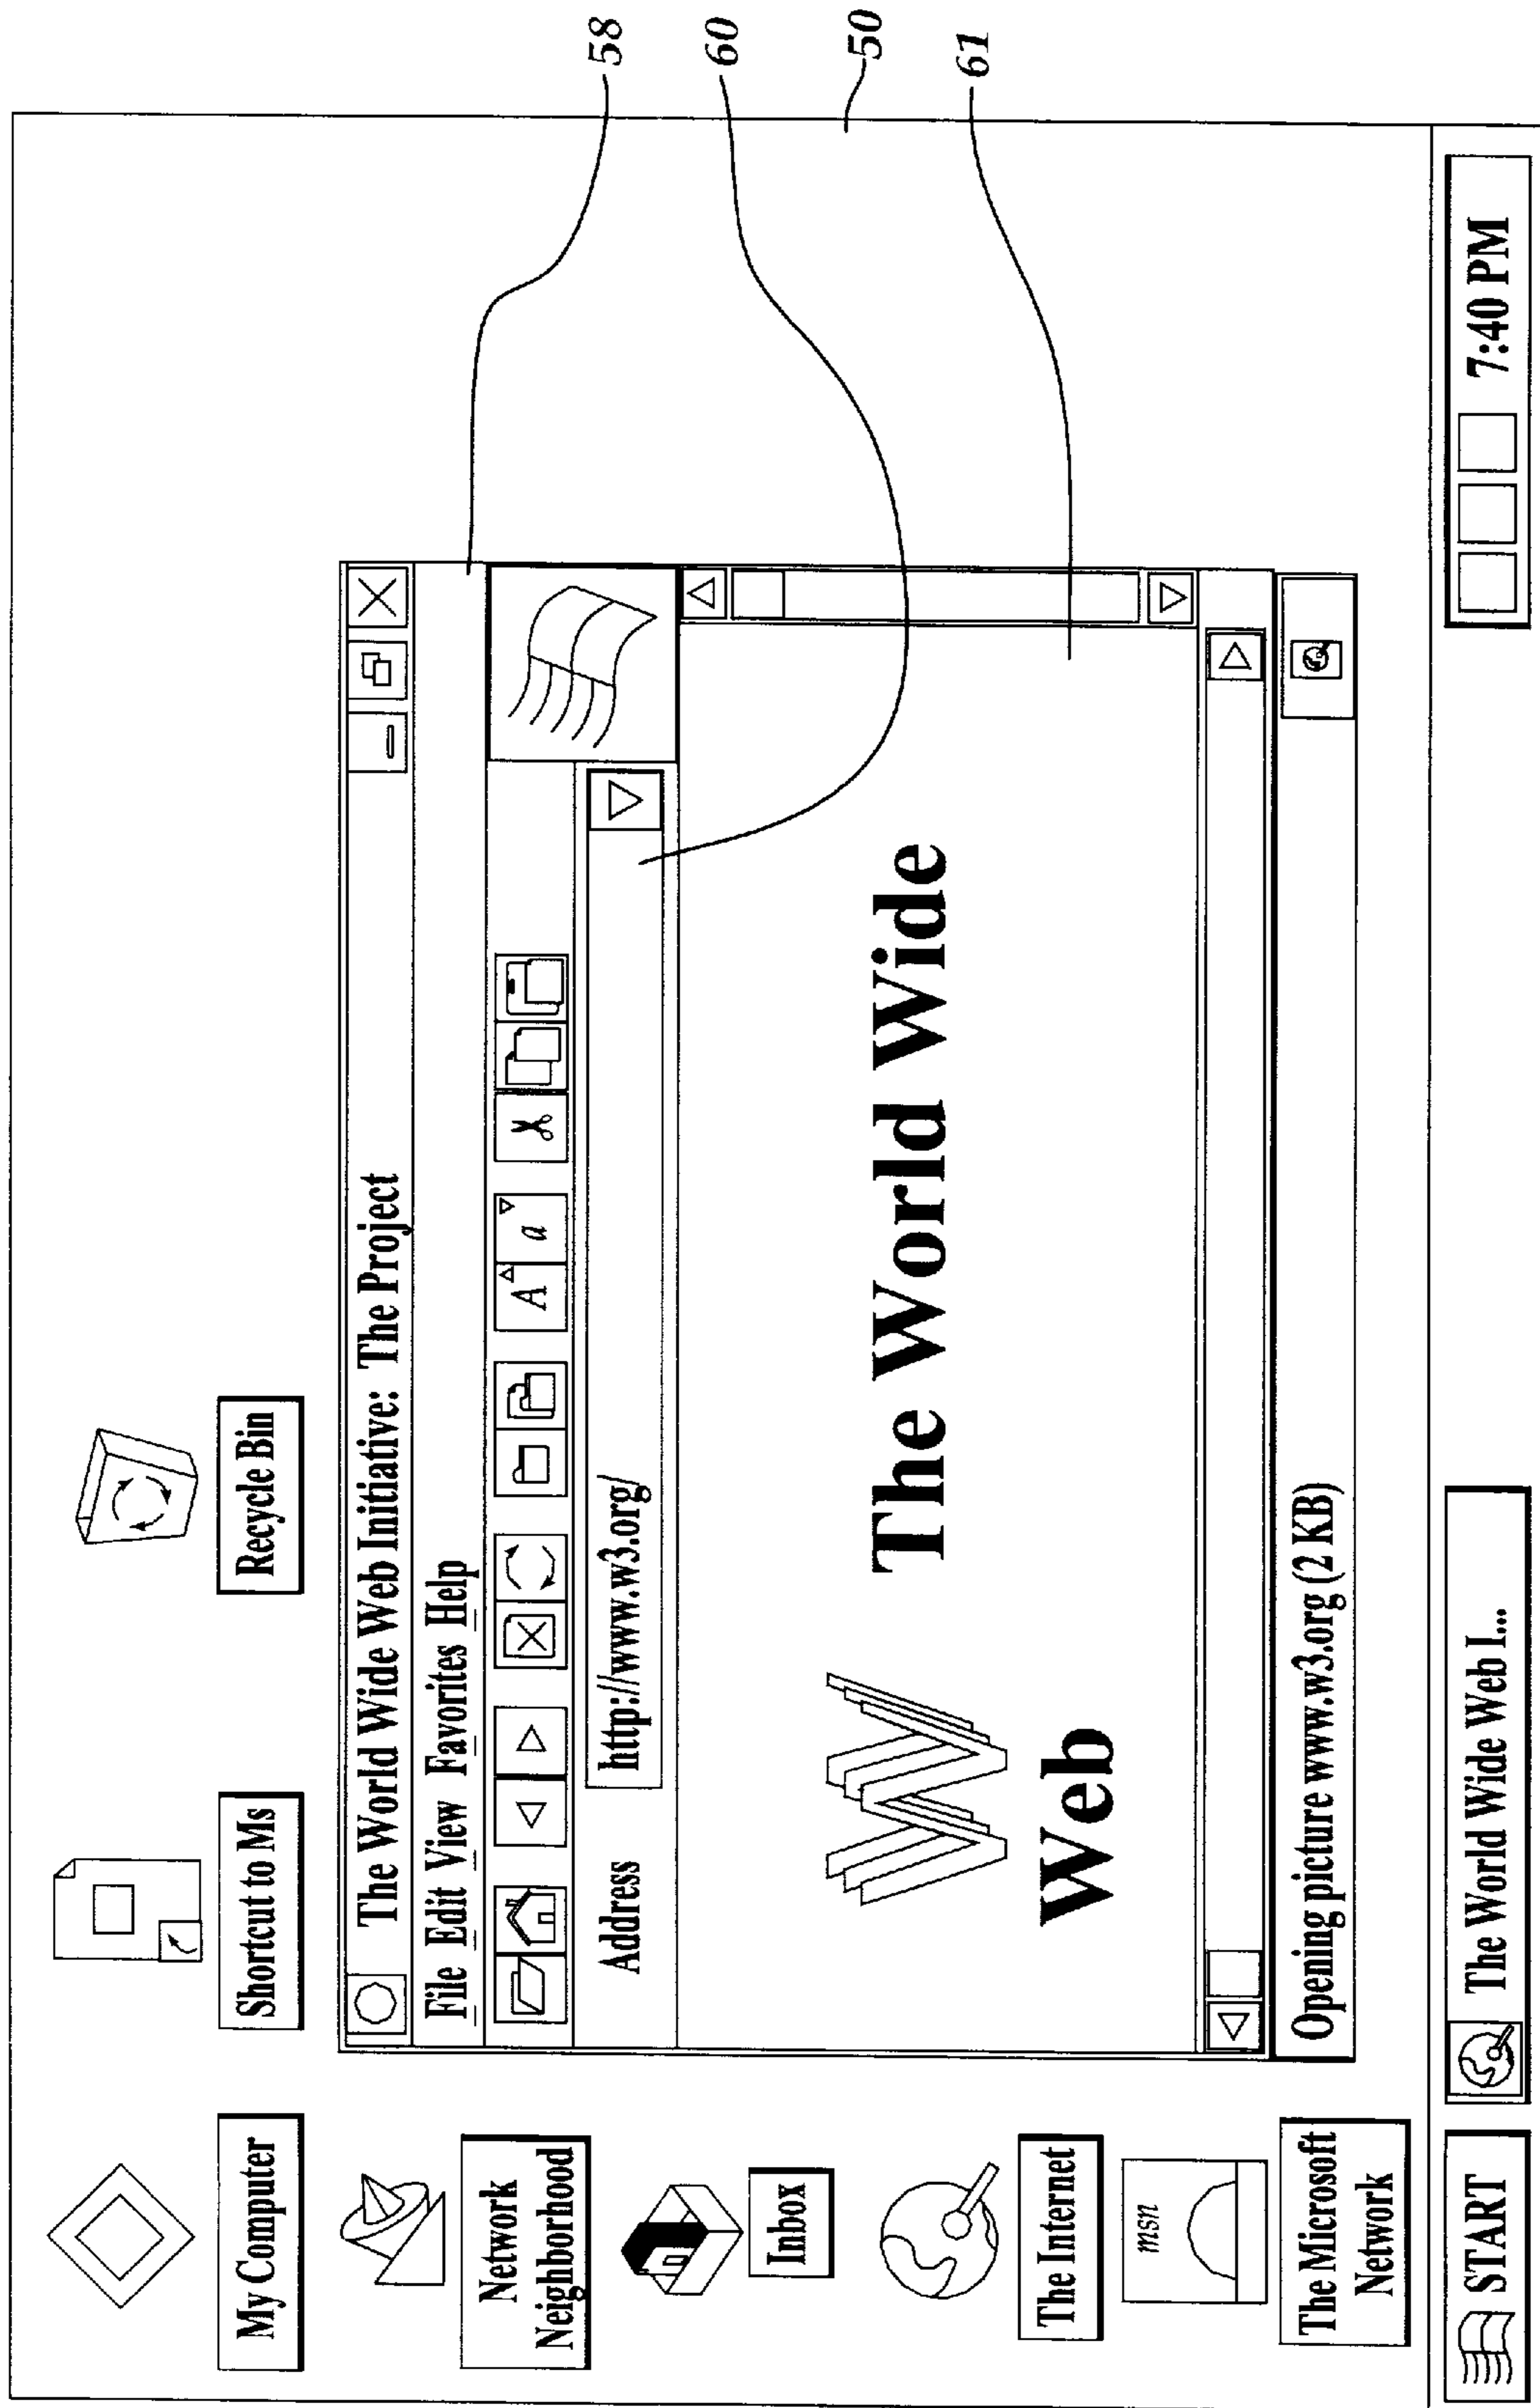 My Computer
Shortcut to Ms
Recycle Bin
Network
Neighborhood
Inbox
The Internet
msn
The Microsoft
Network
The World Wide Web Initiative: The Project
File Edit View Favorites Help
A a
Address http://www.w3.org/
The World Wide
Web
Opening picture www.w3.org (2 KB)
START
The World Wide Web I...
7:40 PM
58
60
50
61